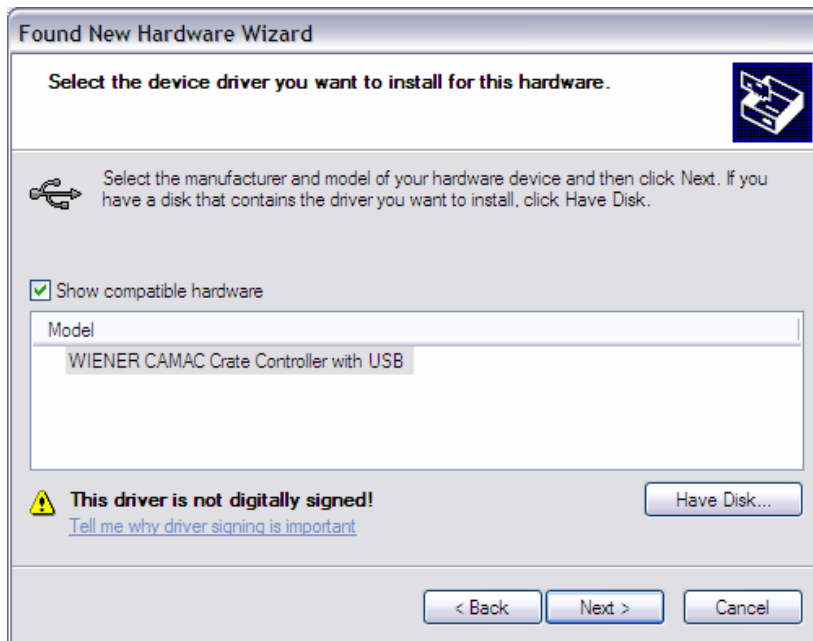 Found New Hardware Wizard
Select the device driver you want to install for this hardware.
Select the manufacturer and model of your hardware device and then click Next. If you
have a disk that contains the driver you want to install, click Have Disk.
Show compatible hardware
Model
WIENER CAMAC Crate Controller with USB
This driver is not digitally signed!
Have Disk...
Tell me why driver signing is important
< Back
Next >
Cancel